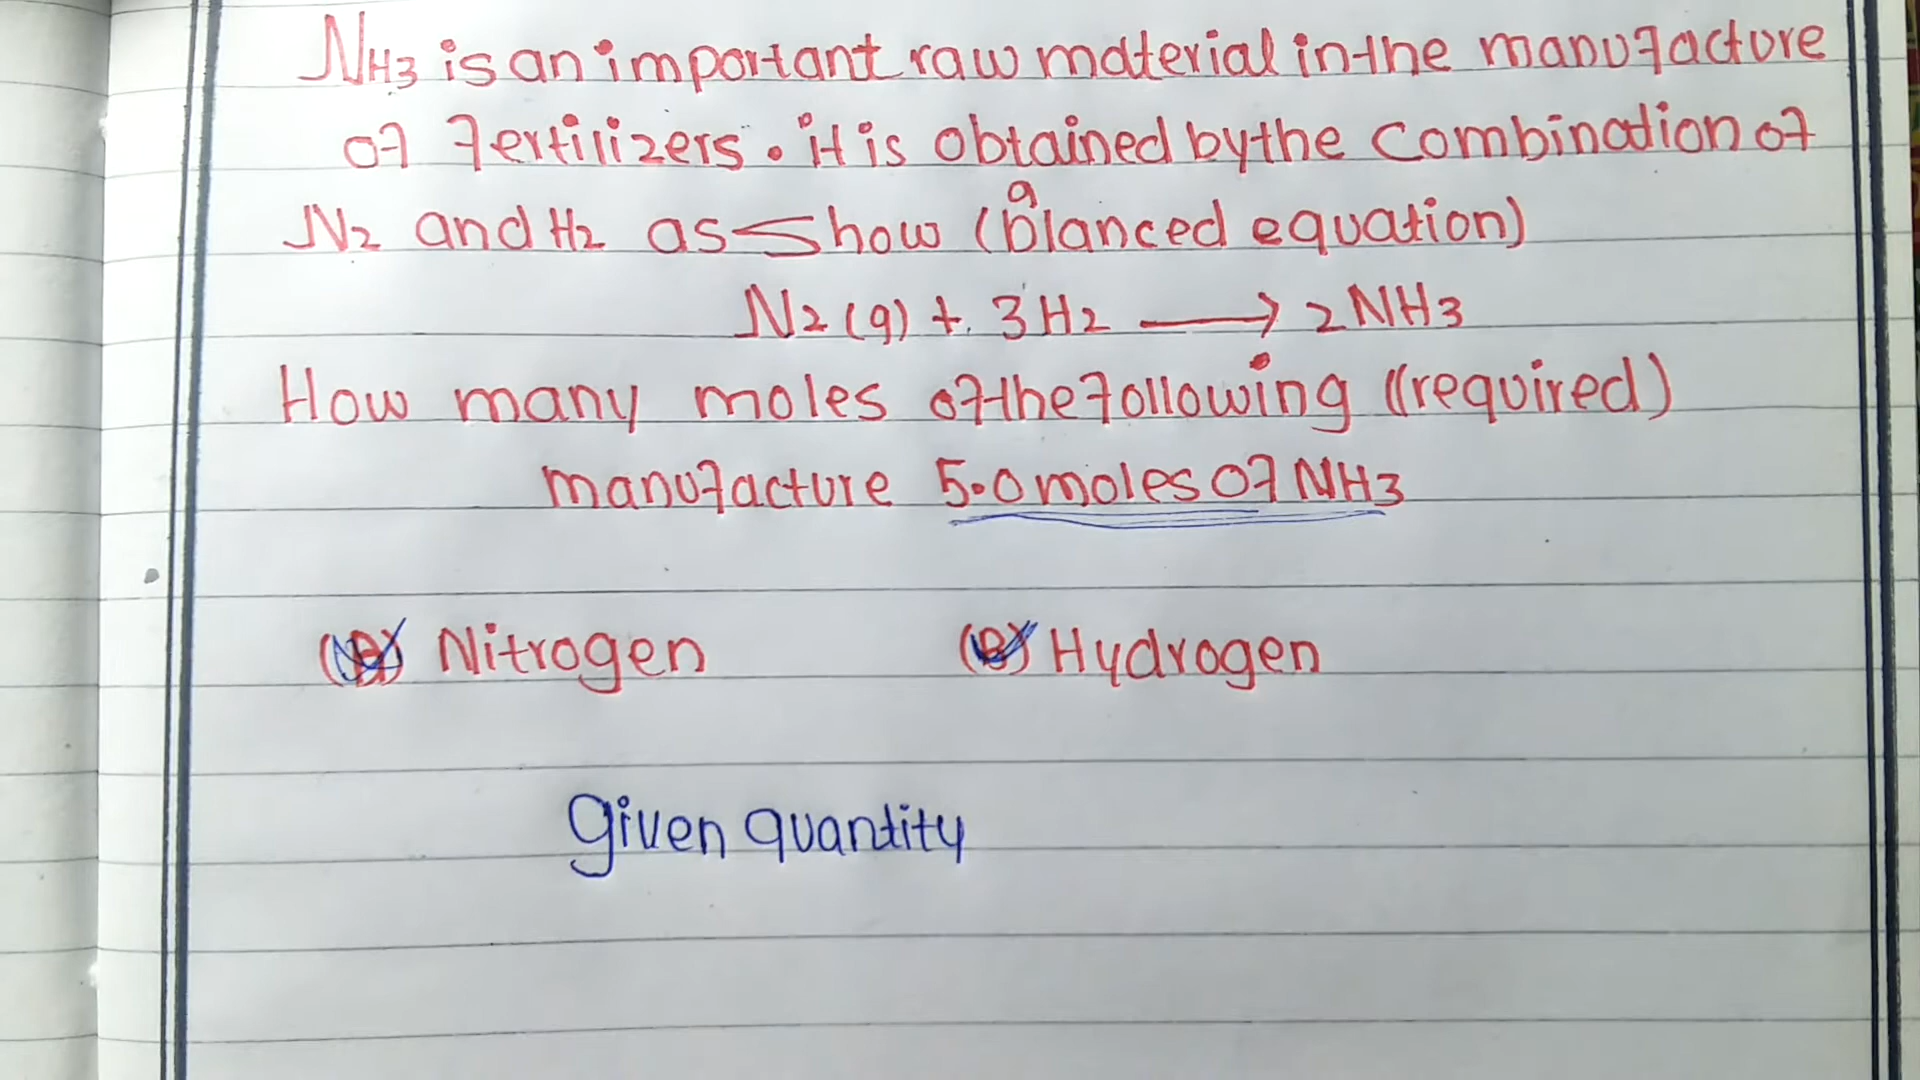 NH3 is an important raw material in the manufacture
of fertilizers. it is obtained by the combination of
N2 and H2 as show (balanced equation)
N2(g) + 3H2 ⟶ 2NH3
How many moles of the following ((required)
manufacture 5.0 moles of NH3
Nitrogen Hydrogen
Given quantity